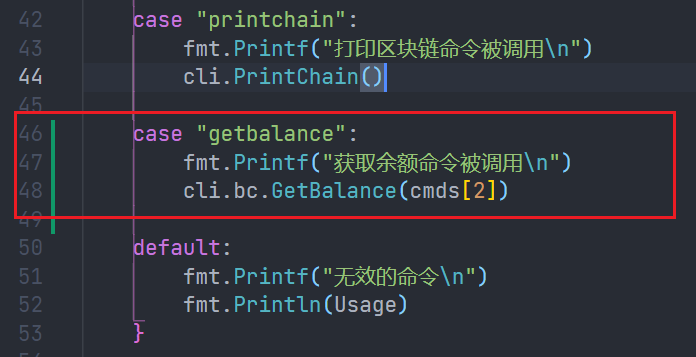 42 case "printchain":
43 fmt.Printf("打印区块链命令被调用\n")
44 cli.PrintChain()
45
46 case "getbalance":
47 fmt.Printf("获取余额命令被调用\n")
48 cli.bc.GetBalance(cmds[2])
49
50 default:
51 fmt.Printf("无效的命令\n")
52 fmt.Println(Usage)
53 }